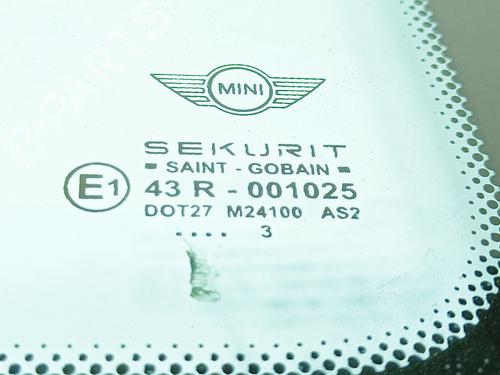 B-PARTS
MINI
SEKURIT
SAINT - GOBAIN
E1
43 R - 001025
DOT27 M24100 AS2
.... 3